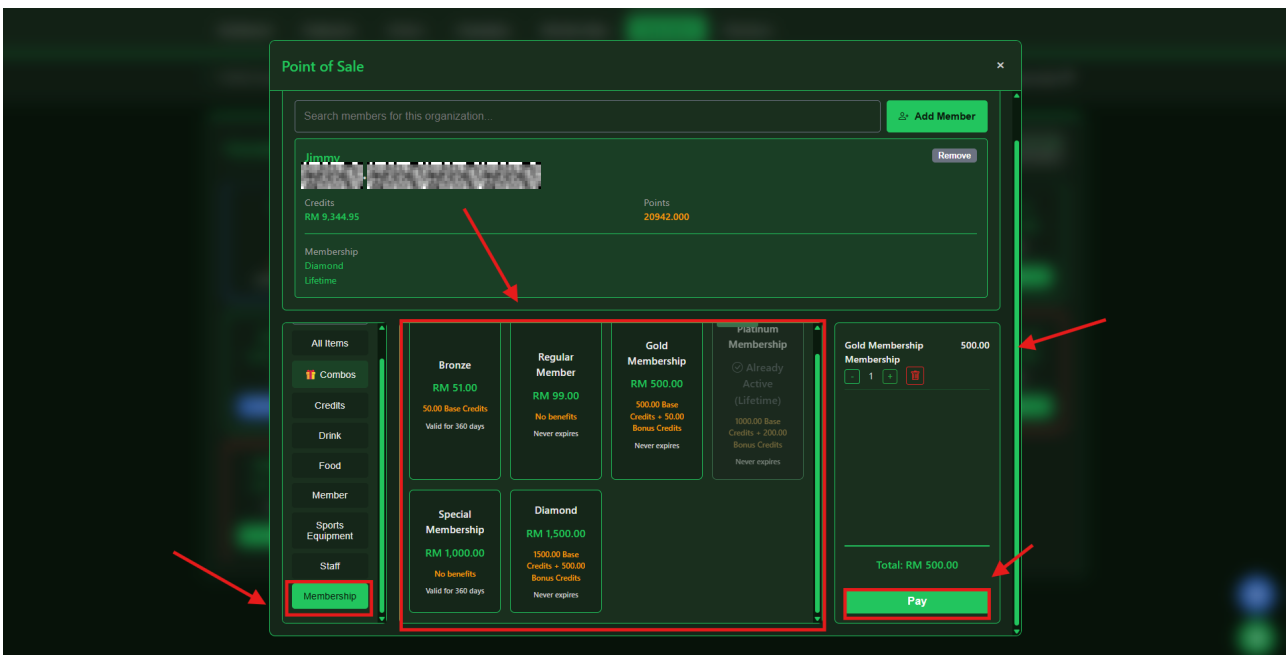 Point of Sale
×
Search members for this organization...
Add Member
Jimmy
Remove
Credits
Points
RM 9,344.95
20942.000
Membership
Diamond
Lifetime
All Items
Combos
Credits
Drink
Food
Member
Sports
Equipment
Staff
Membership
Bronze
RM 51.00
50.00 Base Credits
Valid for 360 days
Regular
Member
RM 99.00
No benefits
Never expires
Gold
Membership
RM 500.00
500.00 Base
Credits + 50.00
Bonus Credits
Never expires
Platinum
Membership
Already
Active
(Lifetime)
1000.00 Base
Credits + 200.00
Bonus Credits
Never expires
Special
Membership
RM 1,000.00
No benefits
Valid for 360 days
Diamond
RM 1,500.00
1500.00 Base
Credits + 500.00
Bonus Credits
Never expires
Gold Membership 500.00
Membership
- 1 +
Total: RM 500.00
Pay